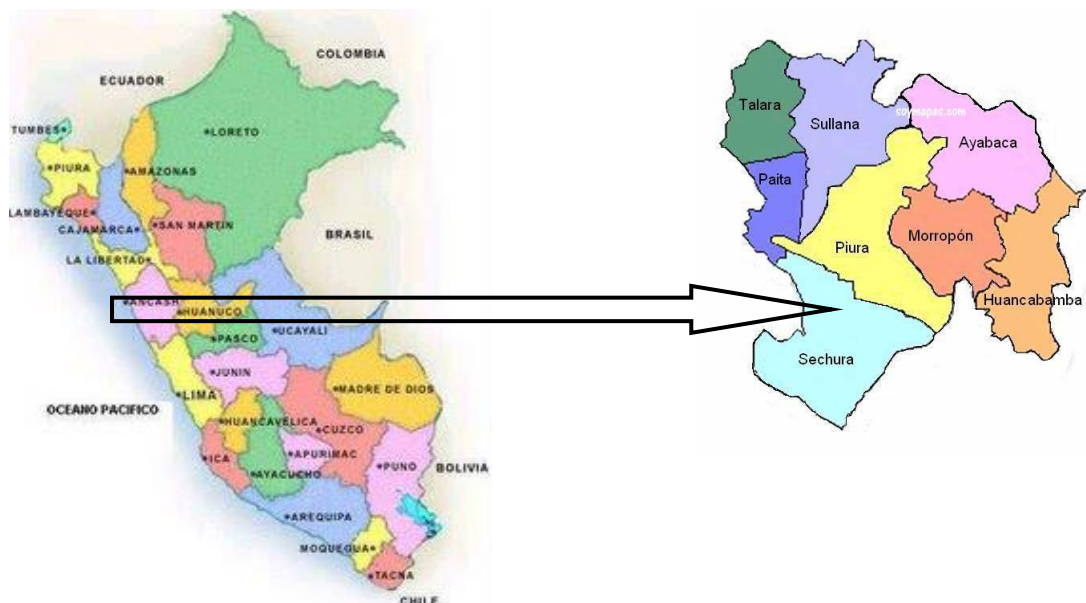 COLOMBIA
ECUADOR
TUMBES
LORETO
PIURA
AMAZONAS
LAMBAYEQUE
SAN MARTIN
CAJAMARCA
BRASIL
LA LIBERTAD
ANCASH
HUANUCO
UCAYALI
PASCO
JUNIN
MADRE DE DIOS
LIMA
OCEANO PACIFICO
HUANCAVELICA
CUZCO
APURIMAC
PUNO
BOLIVIA
ICA
AYACUCHO
AREQUIPA
MOQUEGUA
TACNA
CHILE
Talara
soymapas.com
Sullana
Ayabaca
Paita
Morropón
Piura
Huancabamba
Sechura